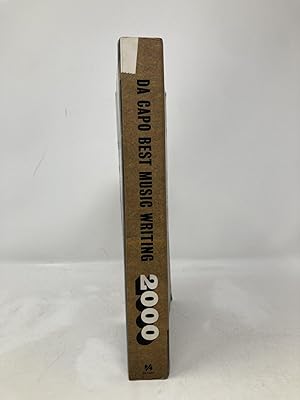 DA CAPO BEST MUSIC WRITING 2000